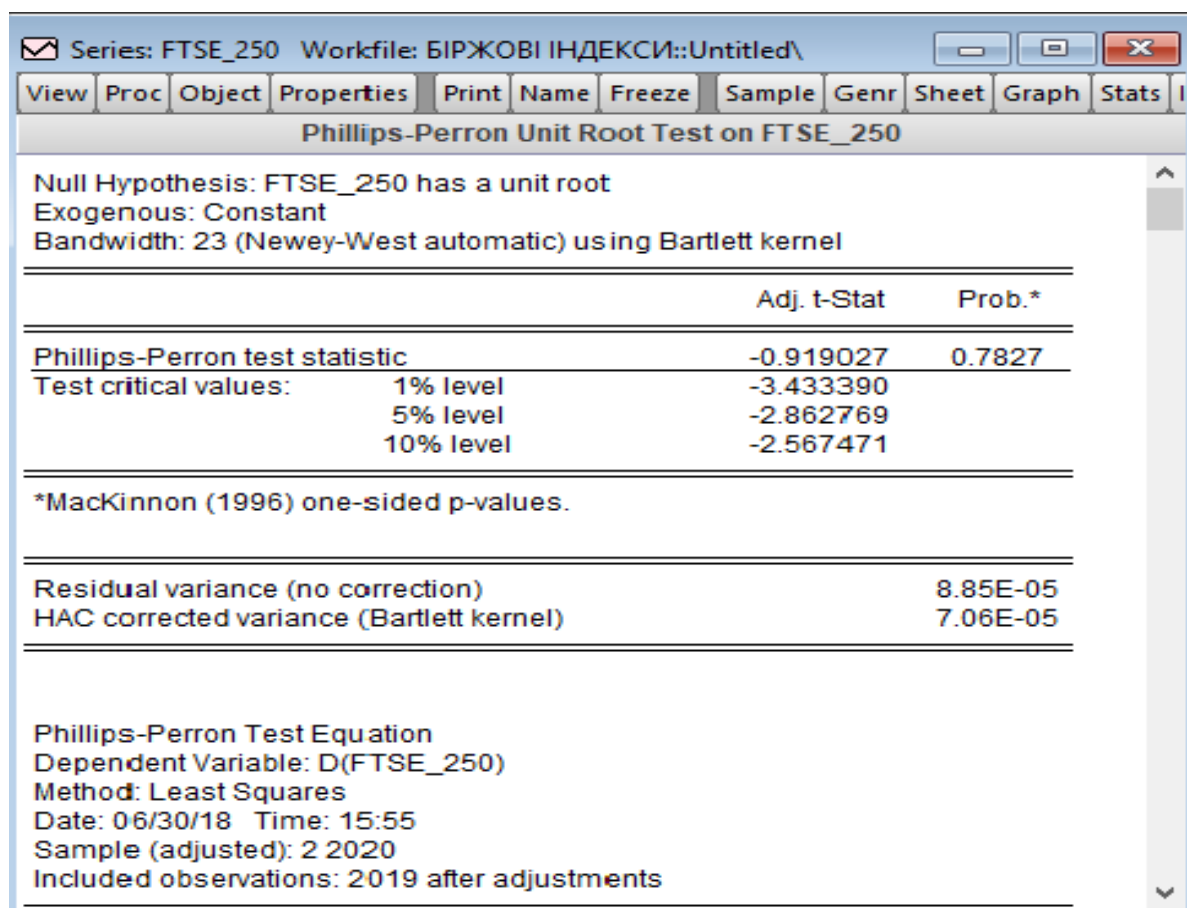 Series: FTSE_250 Workfile: БІРЖОВІ ІНДЕКСИ::Untitled\
View Proc Object Properties Print Name Freeze Sample Genr Sheet Graph Stats
Phillips-Perron Unit Root Test on FTSE_250
Null Hypothesis: FTSE_250 has a unit root
Exogenous: Constant
Bandwidth: 23 (Newey-West automatic) using Bartlett kernel
Adj. t-Stat Prob.*
Phillips-Perron test statistic -0.919027 0.7827
Test critical values: 1% level -3.433390
5% level -2.862769
10% level -2.567471
*MacKinnon (1996) one-sided p-values.
Residual variance (no correction) 8.85E-05
HAC corrected variance (Bartlett kernel) 7.06E-05
Phillips-Perron Test Equation
Dependent Variable: D(FTSE_250)
Method: Least Squares
Date: 06/30/18 Time: 15:55
Sample (adjusted): 2 2020
Included observations: 2019 after adjustments